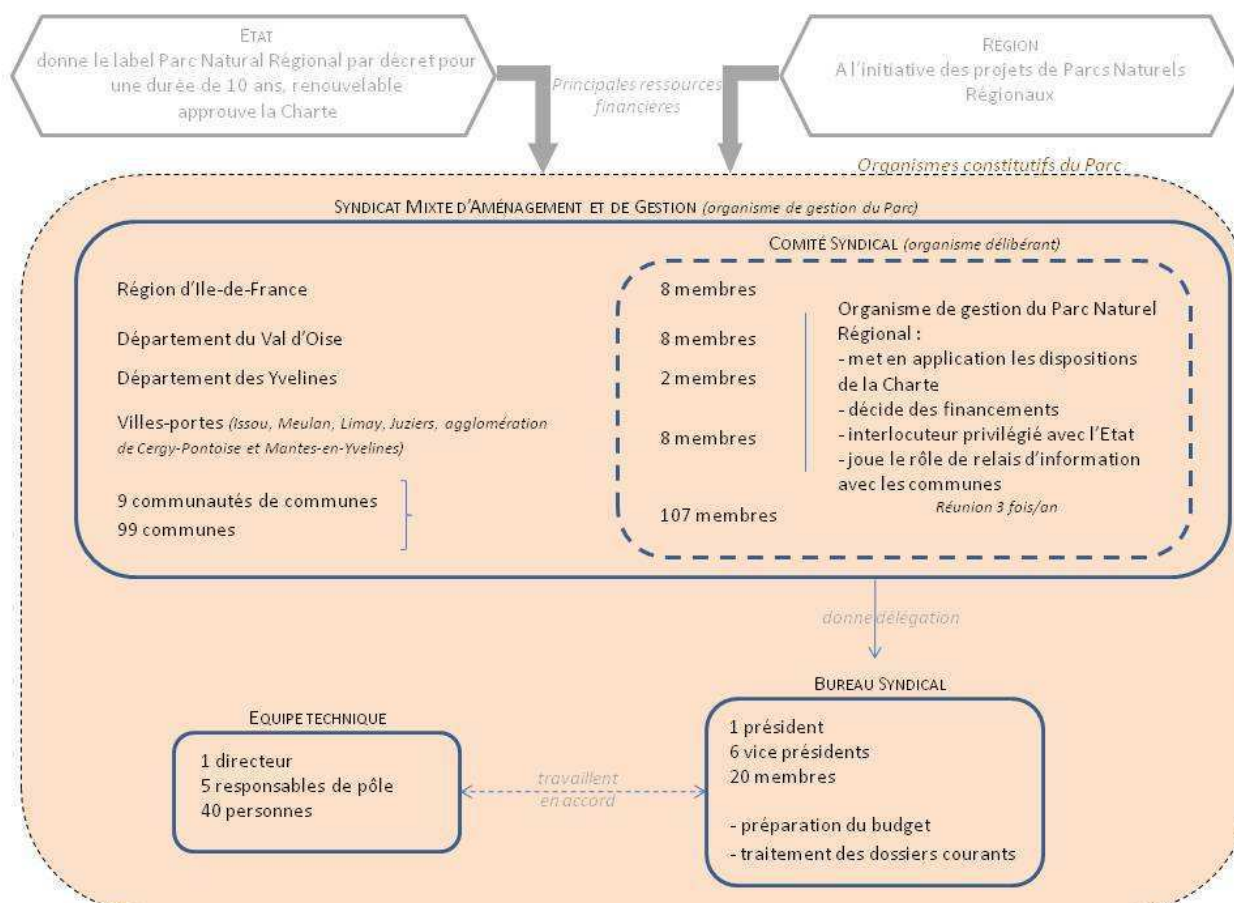 ETAT
donne le label Parc Natural Régional par décret pour
une durée de 10 ans, renouvelable
approuve la Charte
Principales ressources
financières
REGION
A l'initiative des projets de Parcs Naturels
Régionaux
Organismes constitutifs du Parc
SYNDICAT MIXTE D'AMÉNAGEMENT ET DE GESTION (organisme de gestion du Parc)
COMITÉ SYNDICAL (organisme délibérant)
Région d'Ile-de-France
8 membres
Département du Val d'Oise
8 membres
Département des Yvelines
2 membres
Villes-portes (Issou, Meulan, Limay, Juziers, agglomération
de Cergy-Pontoise et Mantes-en-Yvelines)
8 membres
9 communautés de communes
99 communes
107 membres
Organisme de gestion du Parc Naturel
Régional :
- met en application les dispositions
de la Charte
- décide des financements
- interlocuteur privilégié avec l'Etat
- joue le rôle de relais d'information
avec les communes
Réunion 3 fois/an
donne délégation
BUREAU SYNDICAL
1 président
6 vice présidents
20 membres
- préparation du budget
- traitement des dossiers courants
EQUIPE TECHNIQUE
1 directeur
5 responsables de pôle
40 personnes
travaillent
en accord